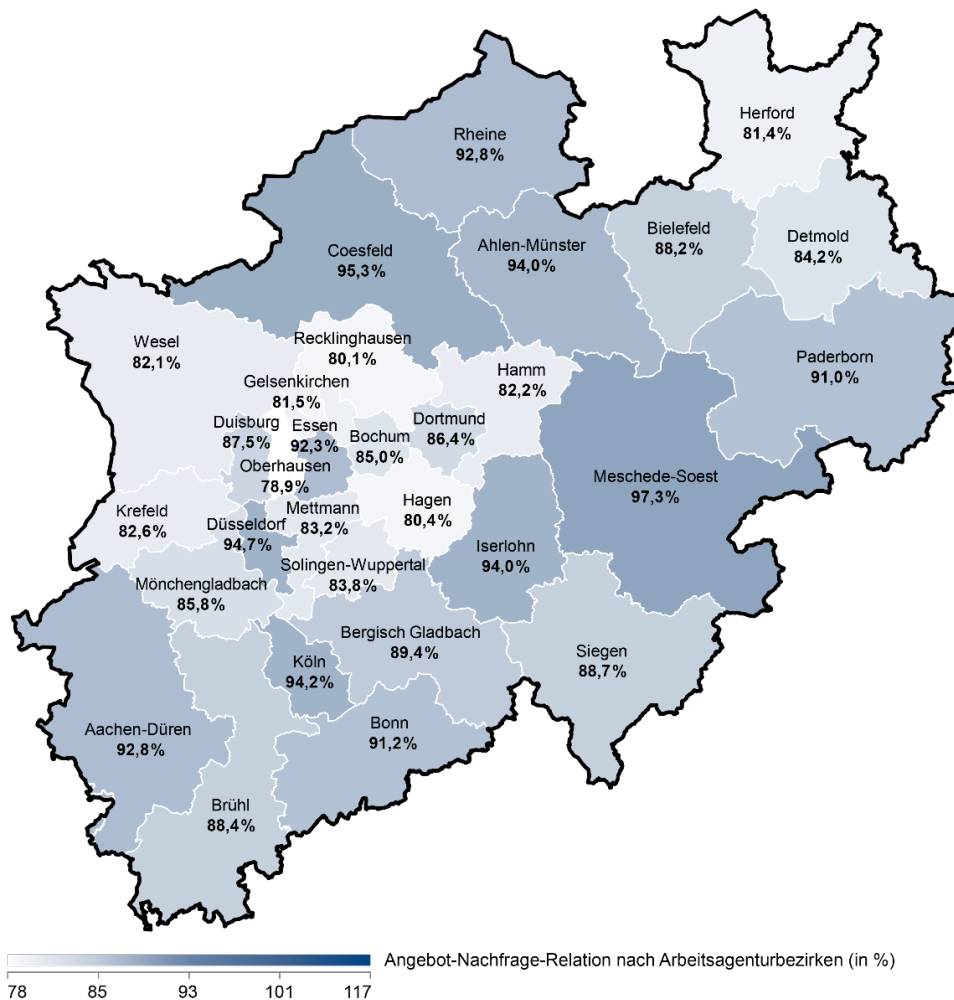 Herford
81,4%
Rheine
92,8%
Bielefeld
88,2%
Detmold
84,2%
Ahlen-Münster
94,0%
Coesfeld
95,3%
Wesel
82,1%
Recklinghausen
80,1%
Paderborn
91,0%
Hamm
82,2%
Gelsenkirchen
81,5%
Duisburg
87,5%
Essen
92,3%
Bochum
85,0%
Dortmund
86,4%
Oberhausen
78,9%
Meschede-Soest
97,3%
Hagen
80,4%
Mettmann
83,2%
Krefeld
82,6%
Düsseldorf
94,7%
Iserlohn
94,0%
Solingen-Wuppertal
83,8%
Mönchengladbach
85,8%
Bergisch Gladbach
89,4%
Siegen
88,7%
Köln
94,2%
Bonn
91,2%
Aachen-Düren
92,8%
Brühl
88,4%
Angebot-Nachfrage-Relation nach Arbeitsagenturbezirken (in %)
78 85 93 101 117